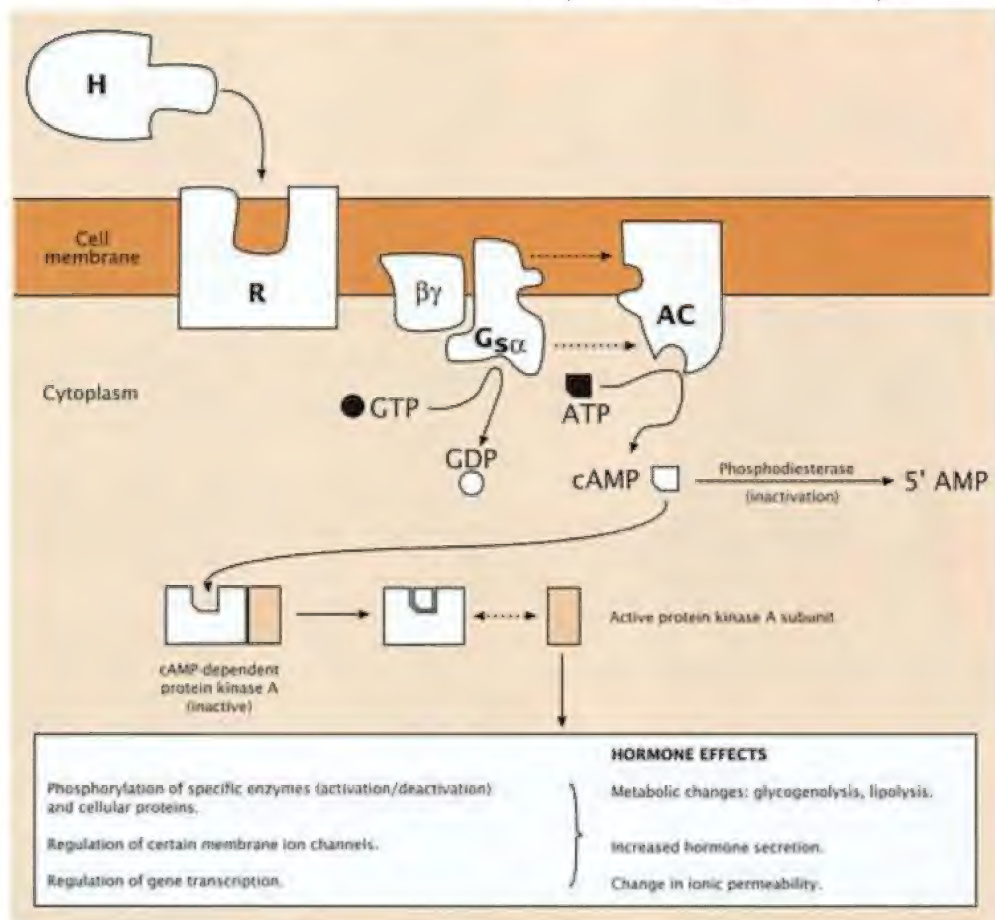 H
Cell
membrane
R
βγ
Gsα
AC
Cytoplasm
GTP
ATP
GDP
cAMP
Phosphodiesterase
(inactivation)
5' AMP
Active protein kinase A subunit
cAMP-dependent
protein kinase A
(inactive)
HORMONE EFFECTS
Phosphorylation of specific enzymes (activation/deactivation)
and cellular proteins.
Metabolic changes: glycogenolysis, lipolysis.
Regulation of certain membrane ion channels.
Increased hormone secretion.
Regulation of gene transcription.
Change in ionic permeability.